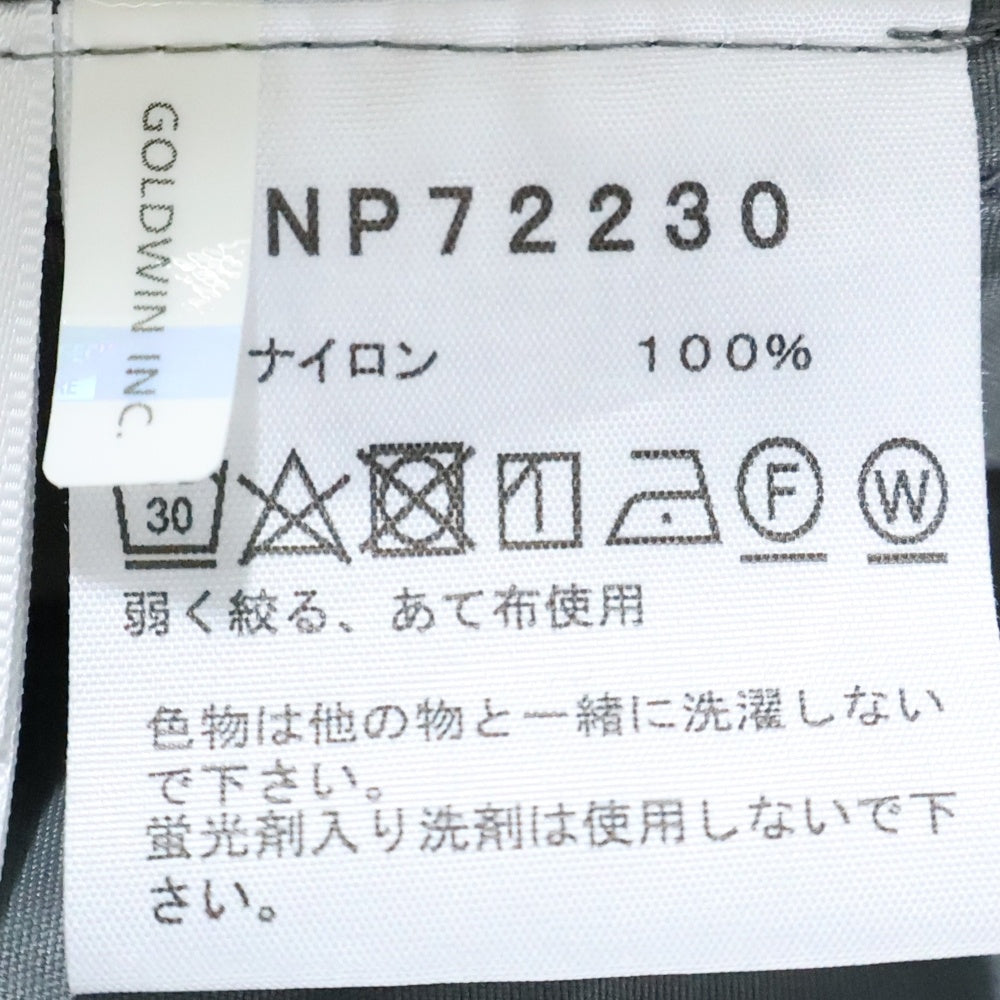 GOLDWIN INC.
NP72230
ナイロン 100%
30 F W
弱く絞る、あて布使用
色物は他の物と一緒に洗濯しない
で下さい。
蛍光剤入り洗剤は使用しないで下
さい。